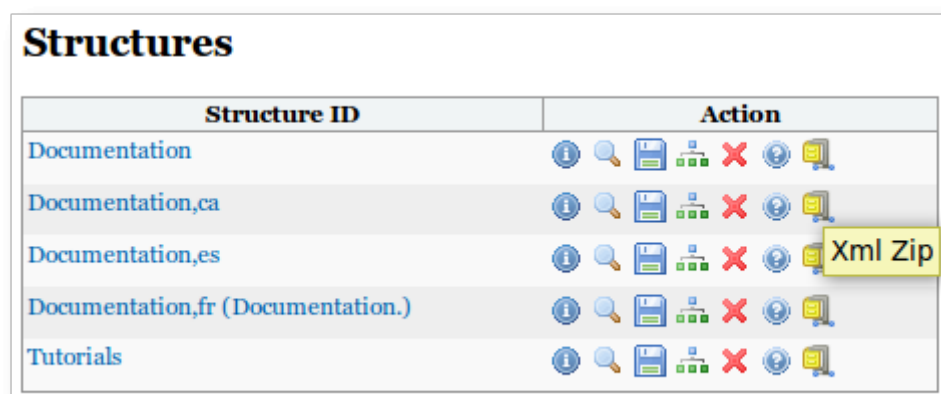 Structures
Structure ID Action
Documentation
Documentation,ca
Documentation,es
Xml Zip
Documentation,fr (Documentation.)
Tutorials